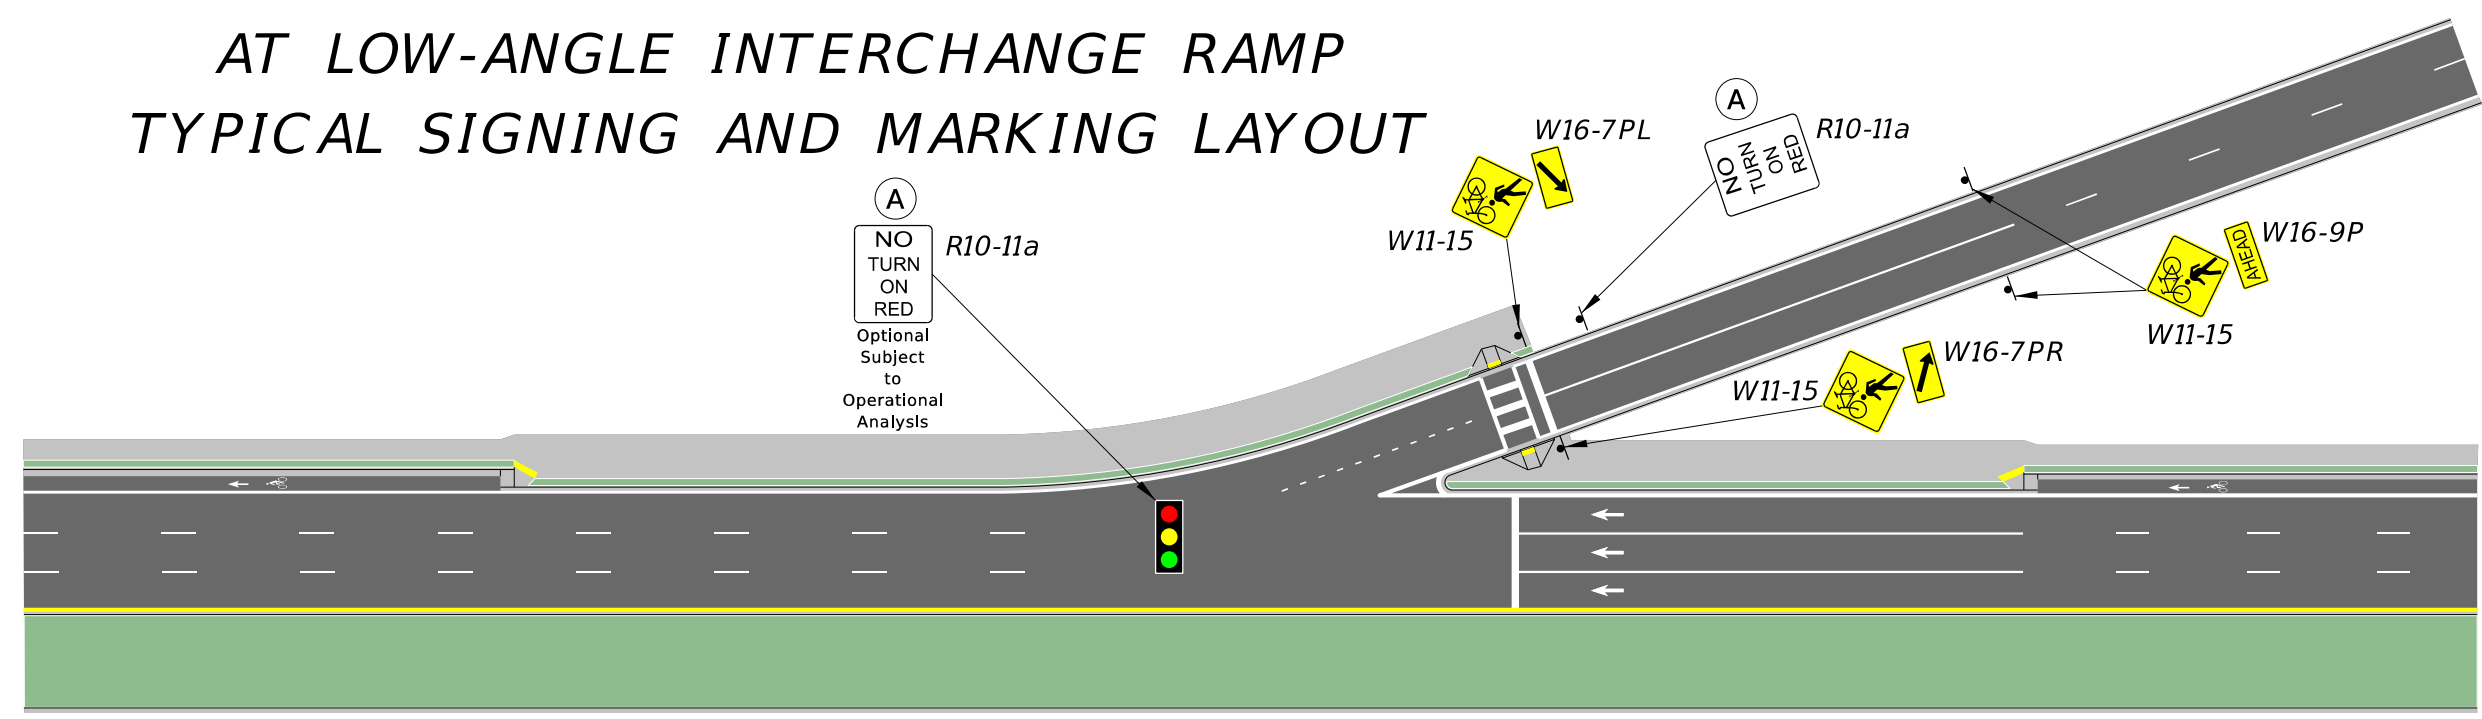 AT LOW-ANGLE INTERCHANGE RAMP
TYPICAL SIGNING AND MARKING LAYOUT
A
NO
TURN
ON
RED
R10-11a
Optional
Subject
to
Operational
Analysis
W16-7PL
W11-15
A
NO
TURN
ON
RED
R10-11a
AHEAD
W16-9P
W11-15
W16-7PR
W11-15